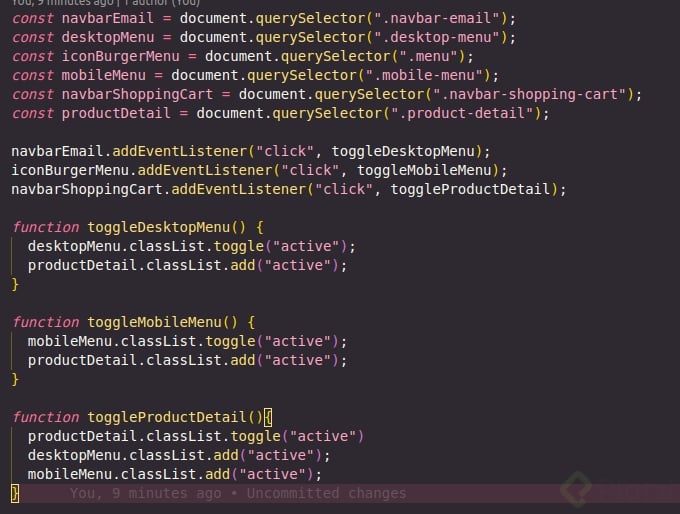 You, 9 minutes ago | 1 author (You)
const navbarEmail = document.querySelector(".navbar-email");
const desktopMenu = document.querySelector(".desktop-menu");
const iconBurgerMenu = document.querySelector(".menu");
const mobileMenu = document.querySelector(".mobile-menu");
const navbarShoppingCart = document.querySelector(".navbar-shopping-cart");
const productDetail = document.querySelector(".product-detail");

navbarEmail.addEventListener("click", toggleDesktopMenu);
iconBurgerMenu.addEventListener("click", toggleMobileMenu);
navbarShoppingCart.addEventListener("click", toggleProductDetail);

function toggleDesktopMenu() {
  desktopMenu.classList.toggle("active");
  productDetail.classList.add("active");
}

function toggleMobileMenu() {
  mobileMenu.classList.toggle("active");
  productDetail.classList.add("active");
}

function toggleProductDetail(){
  productDetail.classList.toggle("active")
  desktopMenu.classList.add("active");
  mobileMenu.classList.add("active");
}      You, 9 minutes ago • Uncommitted changes